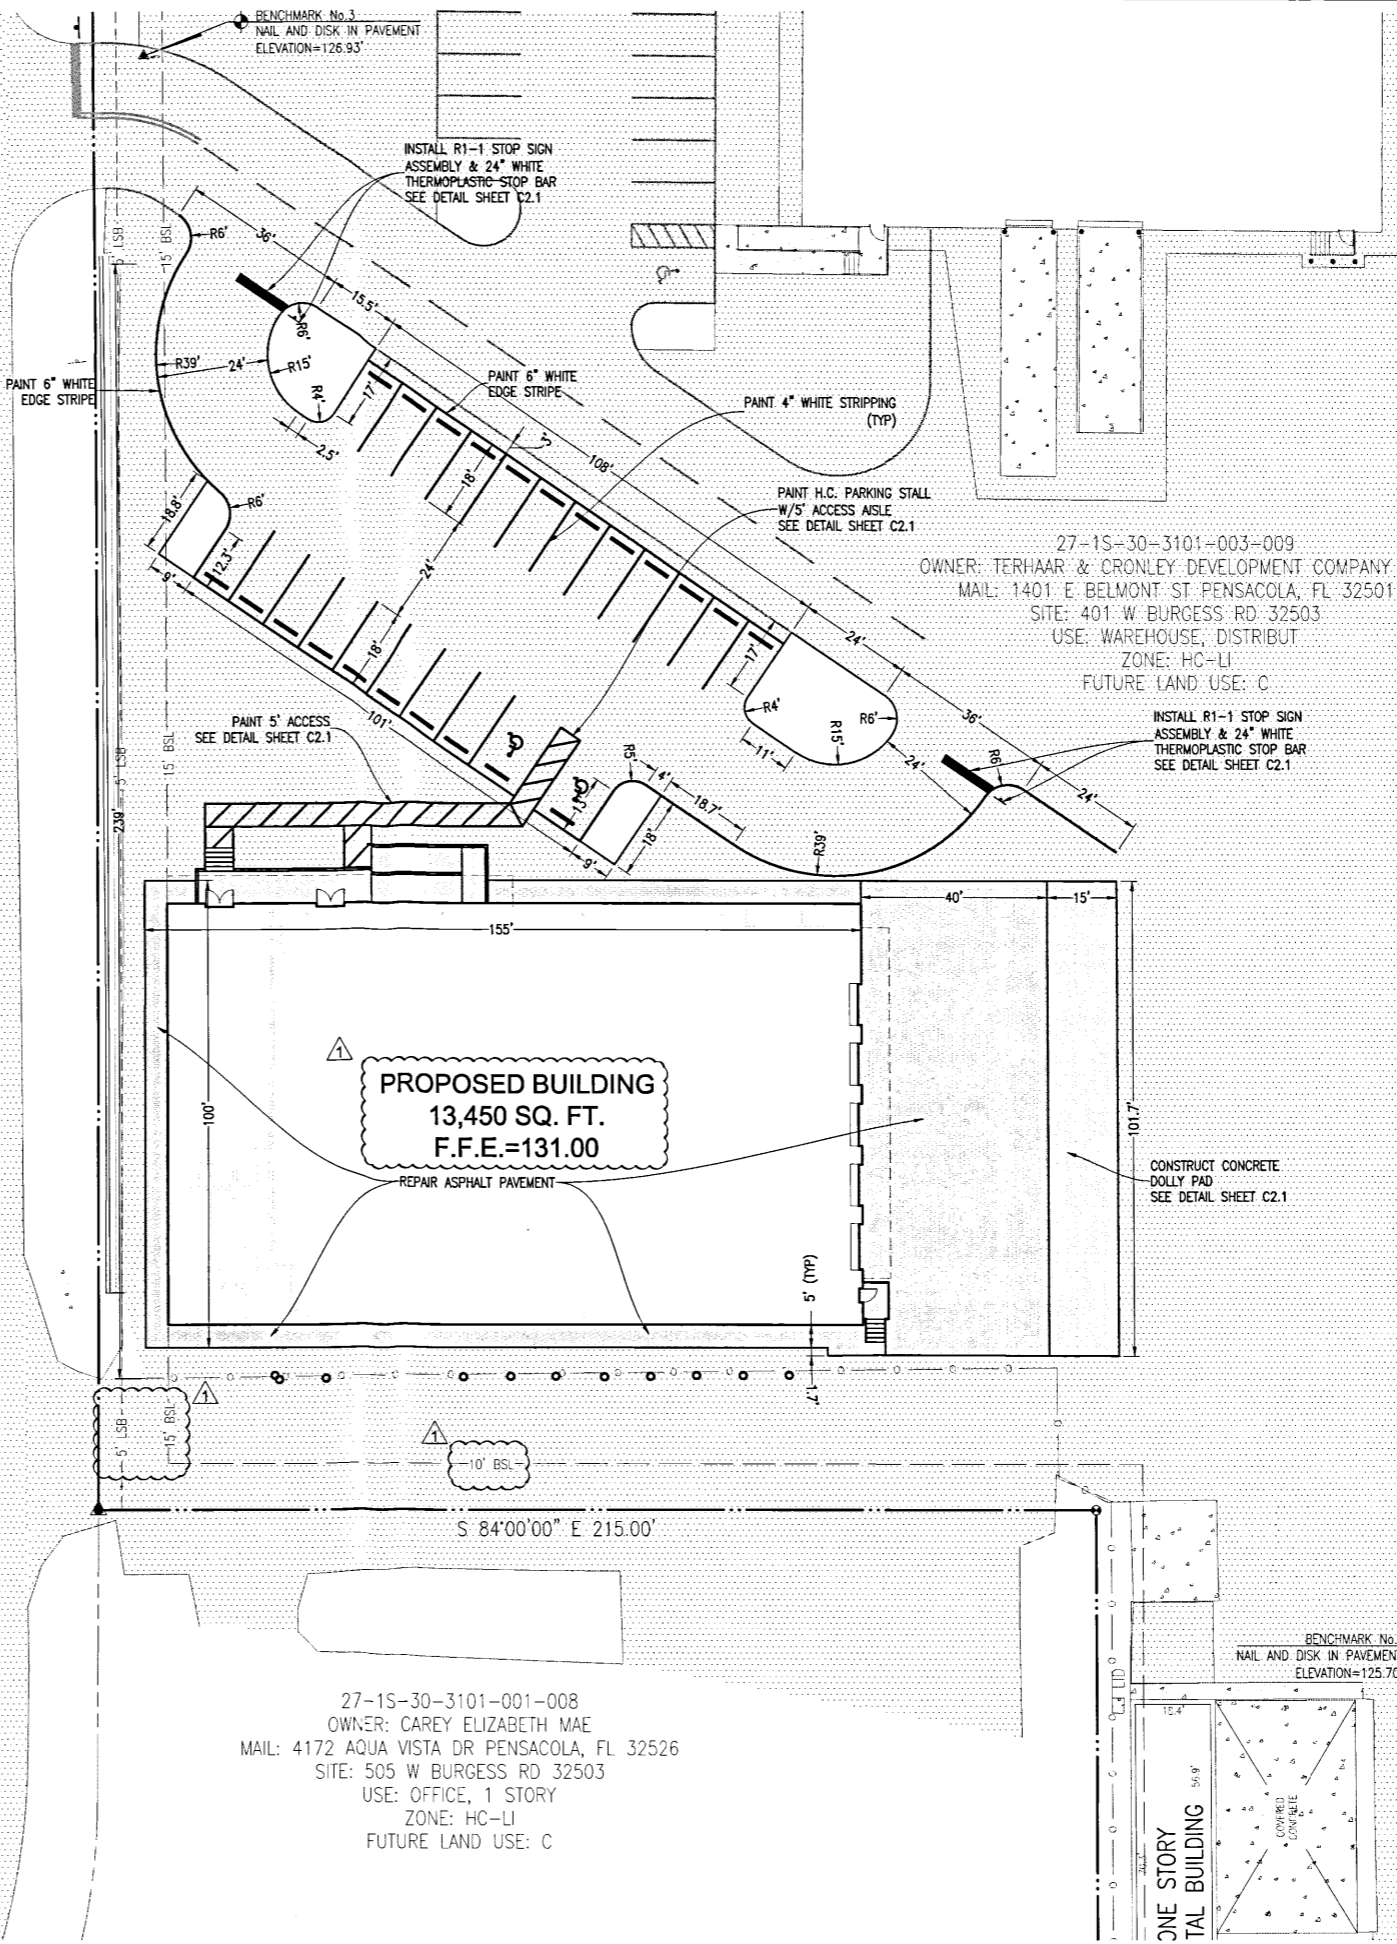 BENCHMARK No.3
NAIL AND DISK IN PAVEMENT
ELEVATION=126.93'
INSTALL R1-1 STOP SIGN
ASSEMBLY & 24" WHITE
THERMOPLASTIC STOP BAR
SEE DETAIL SHEET C2.1
5' LSB
15' BSL
R6'
36'
15.5'
R6'
R39'
24'
R15'
R4'
17'
2.5'
PAINT 6" WHITE
EDGE STRIPE
PAINT 6" WHITE
EDGE STRIPE
PAINT 4" WHITE STRIPPING
(TYP)
3'
108'
18'
24'
18'
18.8'
R6'
12.3'
9'
101'
PAINT H.C. PARKING STALL
W/5' ACCESS AISLE
SEE DETAIL SHEET C2.1
27-1S-30-3101-003-009
OWNER: TERHAAR & CRONLEY DEVELOPMENT COMPANY
MAIL: 1401 E BELMONT ST PENSACOLA, FL 32501
SITE: 401 W BURGESS RD 32503
USE: WAREHOUSE, DISTRIBUT
ZONE: HC-LI
FUTURE LAND USE: C
17'
24'
R4'
R6'
36'
11'
R15'
24'
R6'
24'
INSTALL R1-1 STOP SIGN
ASSEMBLY & 24" WHITE
THERMOPLASTIC STOP BAR
SEE DETAIL SHEET C2.1
PAINT 5' ACCESS
SEE DETAIL SHEET C2.1
5' LSB
15' BSL
239'
13'
R5'
4'
18.7'
18'
9'
R39'
40'
15'
155'
100'
101.7'
1
PROPOSED BUILDING
13,450 SQ. FT.
F.F.E.=131.00
REPAIR ASPHALT PAVEMENT
CONSTRUCT CONCRETE
DOLLY PAD
SEE DETAIL SHEET C2.1
5' (TYP)
1.7'
1
5' LSB
15' BSL
1
10' BSL
S 84°00'00" E 215.00'
27-1S-30-3101-001-008
OWNER: CAREY ELIZABETH MAE
MAIL: 4172 AQUA VISTA DR PENSACOLA, FL 32526
SITE: 505 W BURGESS RD 32503
USE: OFFICE, 1 STORY
ZONE: HC-LI
FUTURE LAND USE: C
BENCHMARK No.
NAIL AND DISK IN PAVEMEN
ELEVATION=125.70
56.9'
COVERED
CONCRETE
ONE STORY
TAL BUILDING